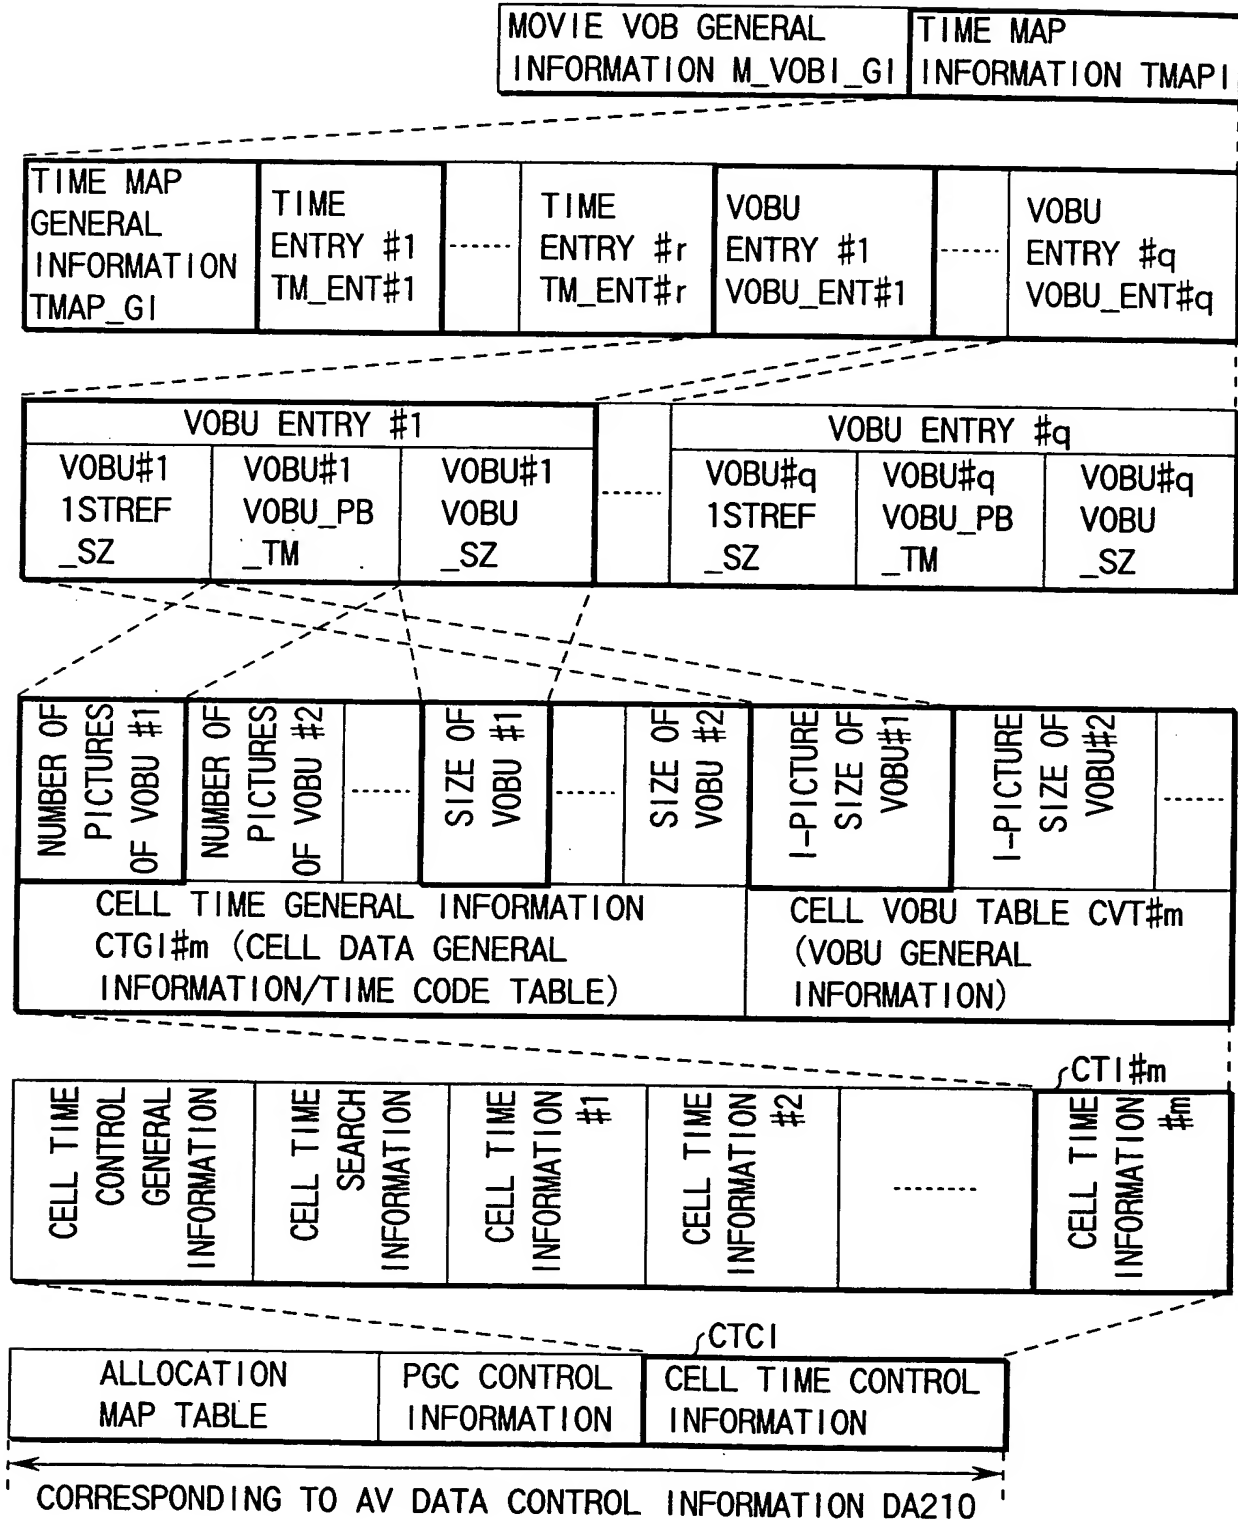 MOVIE VOB GENERAL
INFORMATION M_VOBI_GI
TIME MAP
INFORMATION TMAPI
TIME MAP
GENERAL
INFORMATION
TMAP_GI
TIME
ENTRY #1
TM_ENT#1
........
TIME
ENTRY #r
TM_ENT#r
VOBU
ENTRY #1
VOBU_ENT#1
........
VOBU
ENTRY #q
VOBU_ENT#q
VOBU ENTRY #1
VOBU#1
1STREF
_SZ
VOBU#1
VOBU_PB
_TM
VOBU#1
VOBU
_SZ
........
VOBU ENTRY #q
VOBU#q
1STREF
_SZ
VOBU#q
VOBU_PB
_TM
VOBU#q
VOBU
_SZ
NUMBER OF
PICTURES
OF VOBU #1
NUMBER OF
PICTURES
OF VOBU #2
........
SIZE OF
VOBU #1
........
SIZE OF
VOBU #2
I-PICTURE
SIZE OF
VOBU#1
I-PICTURE
SIZE OF
VOBU#2
........
CELL TIME GENERAL INFORMATION
CTGI#m (CELL DATA GENERAL
INFORMATION/TIME CODE TABLE)
CELL VOBU TABLE CVT#m
(VOBU GENERAL
INFORMATION)
CTI#m
CELL TIME
CONTROL
GENERAL
INFORMATION
CELL TIME
SEARCH
INFORMATION
CELL TIME
INFORMATION
#1
CELL TIME
INFORMATION
#2
........
CELL TIME
INFORMATION
#m
CTCI
ALLOCATION
MAP TABLE
PGC CONTROL
INFORMATION
CELL TIME CONTROL
INFORMATION
CORRESPONDING TO AV DATA CONTROL INFORMATION DA210